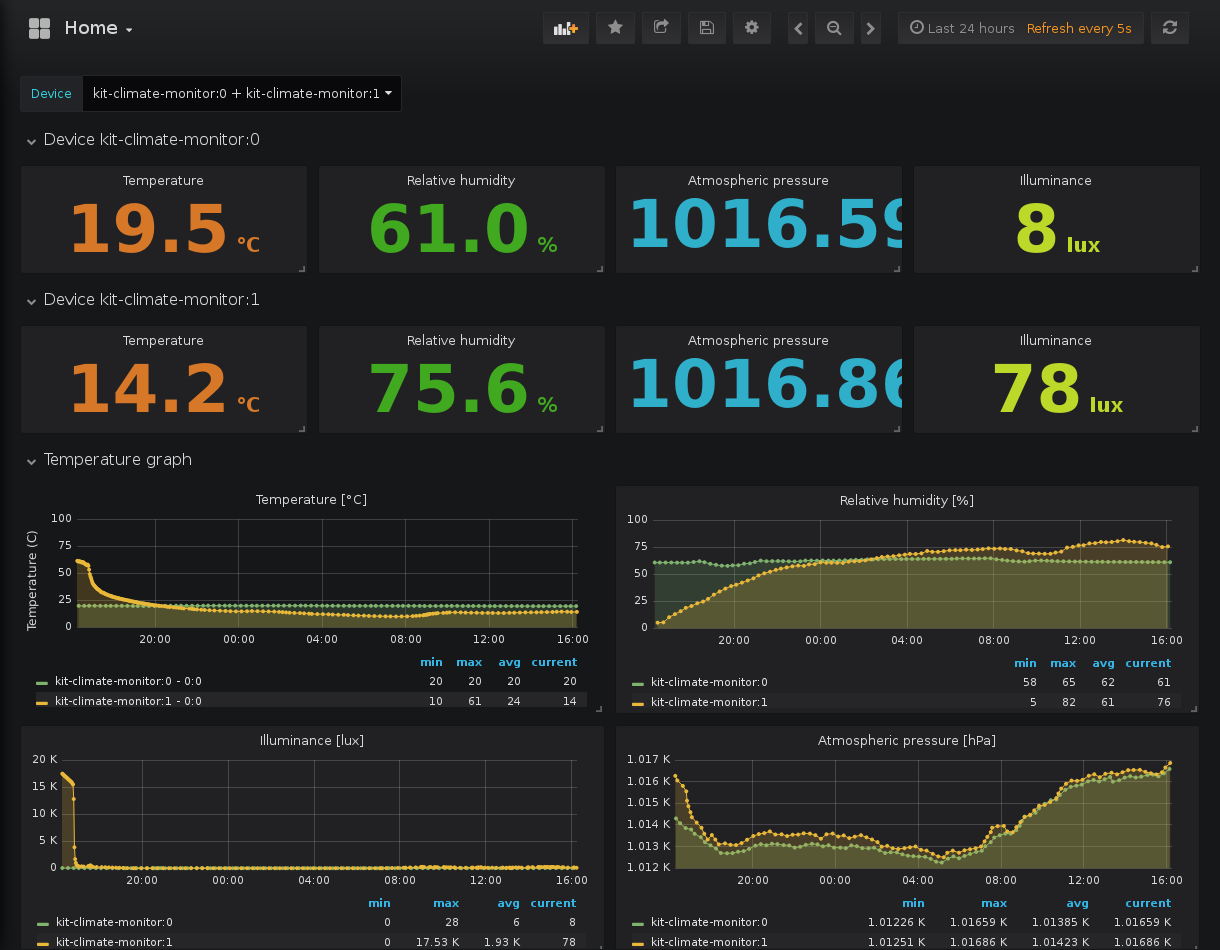 Home
Last 24 hours Refresh every 5s
Device kit-climate-monitor:0 + kit-climate-monitor:1
Device kit-climate-monitor:0
Temperature Relative humidity Atmospheric pressure Illuminance
19.5 °C 61.0 % 1016.59 8 lux
Device kit-climate-monitor:1
Temperature Relative humidity Atmospheric pressure Illuminance
14.2 °C 75.6 % 1016.86 78 lux
Temperature graph
Temperature [°C]
Temperature (C)
100
75
50
25
0
20:00 00:00 04:00 08:00 12:00 16:00
min max avg current
kit-climate-monitor:0 - 0:0 20 20 20 20
kit-climate-monitor:1 - 0:0 10 61 24 14
Relative humidity [%]
100
75
50
25
0
20:00 00:00 04:00 08:00 12:00 16:00
min max avg current
kit-climate-monitor:0 58 65 62 61
kit-climate-monitor:1 5 82 61 76
Illuminance [lux]
20 K
15 K
10 K
5 K
0
20:00 00:00 04:00 08:00 12:00 16:00
min max avg current
kit-climate-monitor:0 0 28 6 8
kit-climate-monitor:1 0 17.53 K 1.93 K 78
Atmospheric pressure [hPa]
1.017 K
1.016 K
1.015 K
1.014 K
1.013 K
1.012 K
20:00 00:00 04:00 08:00 12:00 16:00
min max avg current
kit-climate-monitor:0 1.01226 K 1.01659 K 1.01385 K 1.01659 K
kit-climate-monitor:1 1.01251 K 1.01686 K 1.01423 K 1.01686 K